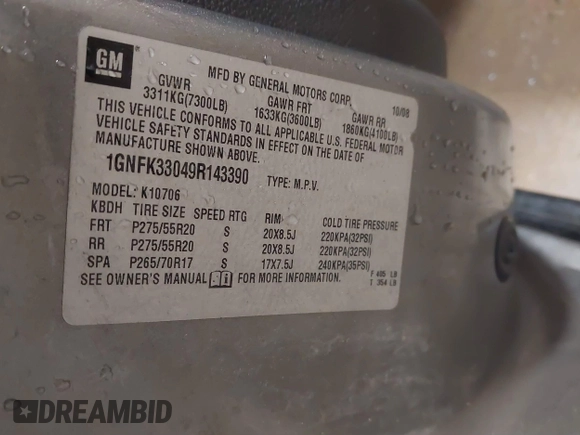 GM
MFD BY GENERAL MOTORS CORP
10/08
GVWR GAWR FRT GAWR RR
3311KG(7300LB) 1633KG(3600LB) 1860KG(4100LB)
THIS VEHICLE CONFORMS TO ALL APPLICABLE U.S. FEDERAL MOTOR
VEHICLE SAFETY STANDARDS IN EFFECT ON THE DATE OF
MANUFACTURE SHOWN ABOVE.
1GNFK33049R143390 TYPE: M.P.V.
MODEL: K10706
KBDH TIRE SIZE SPEED RTG RIM COLD TIRE PRESSURE
FRT P275/55R20 S 20X8.5J 220KPA(32PSI)
RR P275/55R20 S 20X8.5J 220KPA(32PSI)
SPA P265/70R17 S 17X7.5J 240KPA(35PSI)
SEE OWNER'S MANUAL FOR MORE INFORMATION.
F 495 LB
T 354 LB
DREAMBID